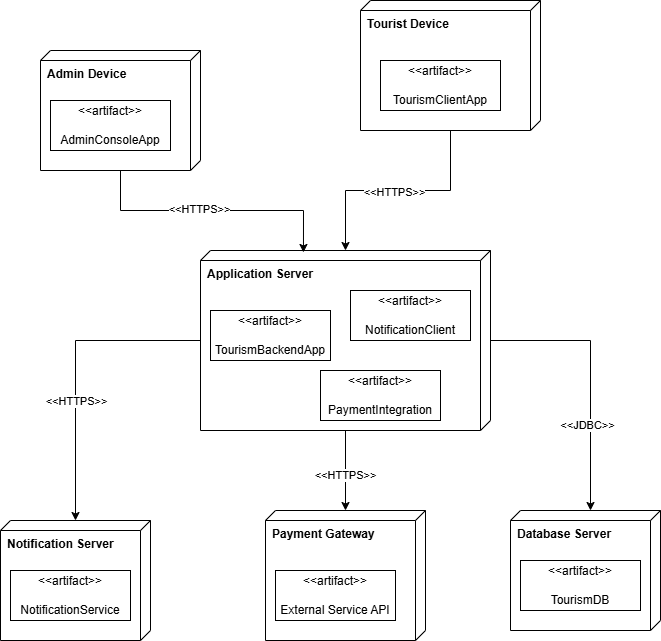 Tourist Device
<<artifact>>
TourismClientApp
Admin Device
<<artifact>>
AdminConsoleApp
<<HTTPS>>
<<HTTPS>>
Application Server
<<artifact>>
NotificationClient
<<artifact>>
TourismBackendApp
<<artifact>>
PaymentIntegration
<<HTTPS>>
<<JDBC>>
<<HTTPS>>
Notification Server
<<artifact>>
NotificationService
Payment Gateway
<<artifact>>
External Service API
Database Server
<<artifact>>
TourismDB